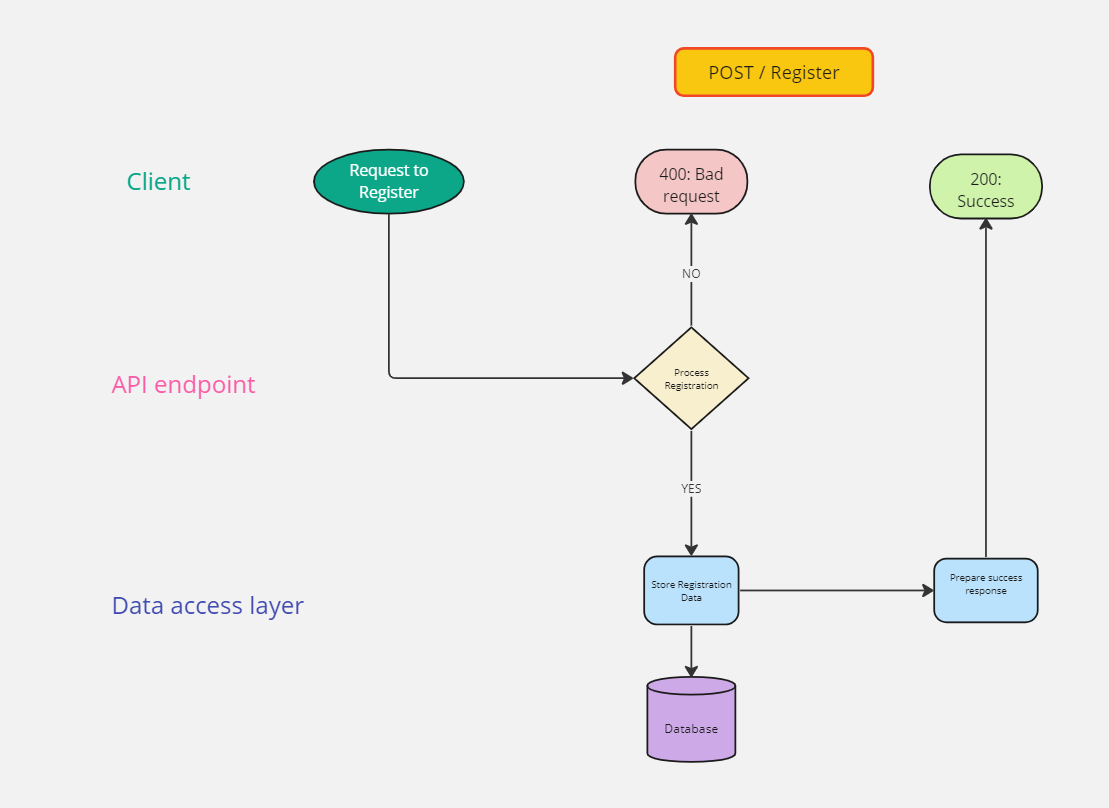 POST / Register
Client
Request to
Register
400: Bad
request
200:
Success
NO
API endpoint
Process
Registration
YES
Data access layer
Store Registration
Data
Prepare success
response
Database